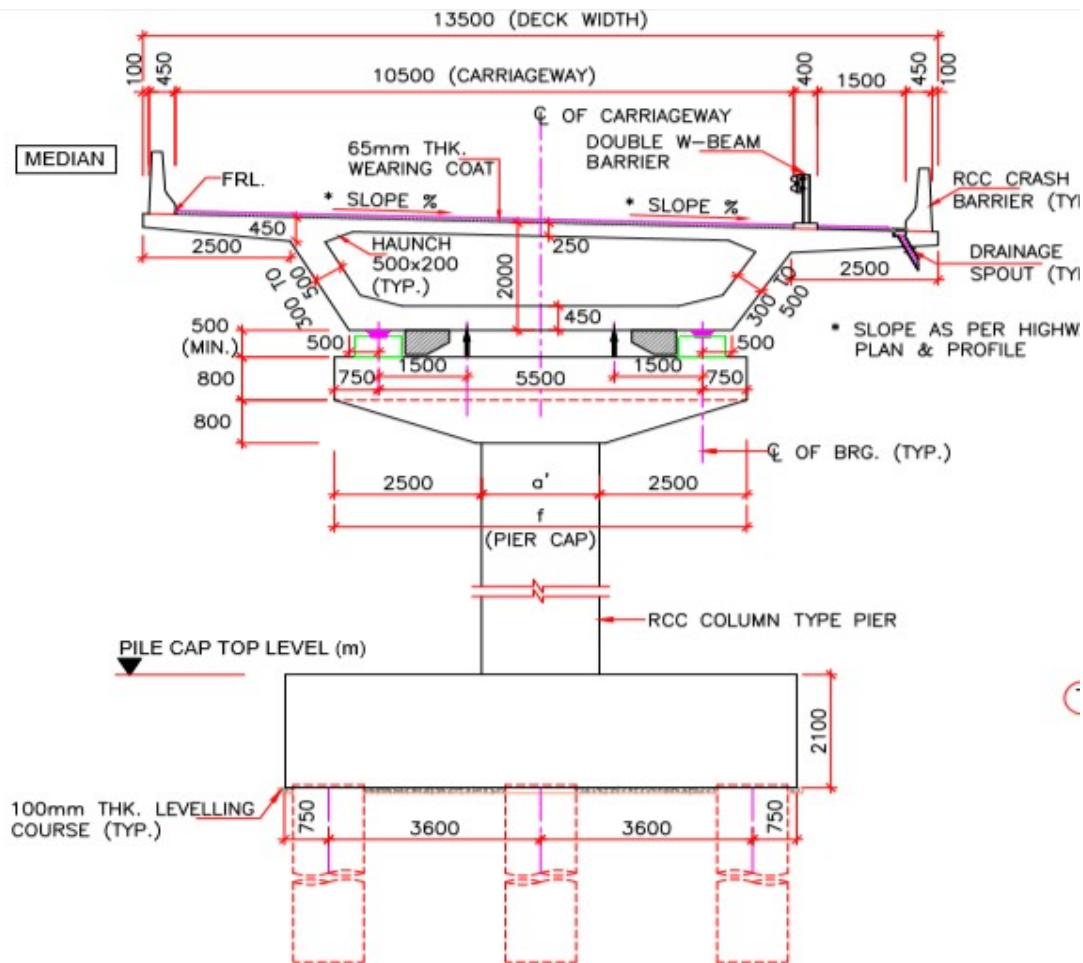 13500 (DECK WIDTH)
100
450
10500 (CARRIAGEWAY)
400
1500
450
100
℄ OF CARRIAGEWAY
DOUBLE W-BEAM
BARRIER
MEDIAN
65mm THK.
WEARING COAT
FRL.
* SLOPE %
* SLOPE %
RCC CRASH
BARRIER (TY
450
2500
HAUNCH
500x200
(TYP.)
2000
250
2500
DRAINAGE
SPOUT (TY
300 TO
500
300 TO
500
450
* SLOPE AS PER HIGHW
PLAN & PROFILE
500
(MIN.)
500
500
750
1500
5500
1500
750
800
800
℄ OF BRG. (TYP.)
2500
a'
2500
f
(PIER CAP)
RCC COLUMN TYPE PIER
PILE CAP TOP LEVEL (m)
2100
100mm THK. LEVELLING
COURSE (TYP.)
750
3600
3600
750